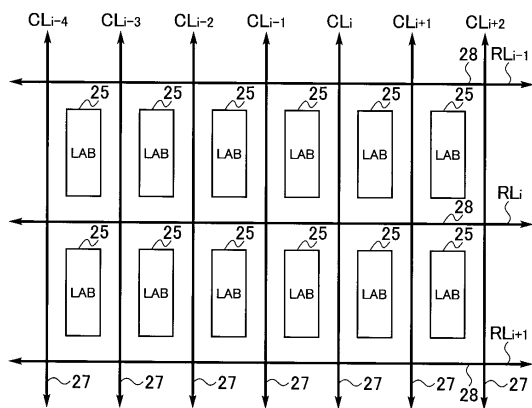 CLi-4 CLi-3 CLi-2 CLi-1 CLi CLi+1 CLi+2
28 RLi-1
25 25 25 25 25 25
LAB LAB LAB LAB LAB LAB
RLi
28
25 25 25 25 25 25
LAB LAB LAB LAB LAB LAB
RLi+1
27 27 27 27 27 27 28 27